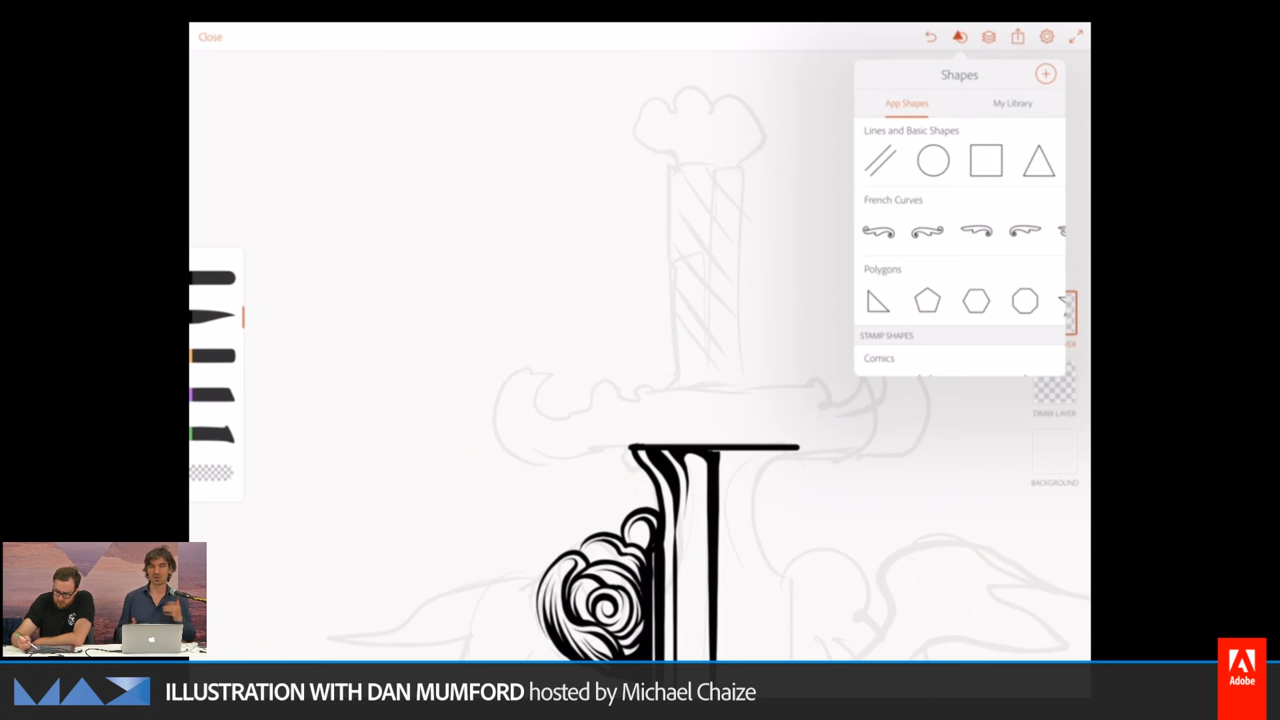 Close
Shapes
App Shapes
My Library
Lines and Basic Shapes
French Curves
Polygons
STAMP SHAPES
Comics
DRAW LAYER
BACKGROUND
MAX
ILLUSTRATION WITH DAN MUMFORD hosted by Michael Chaize
Adobe